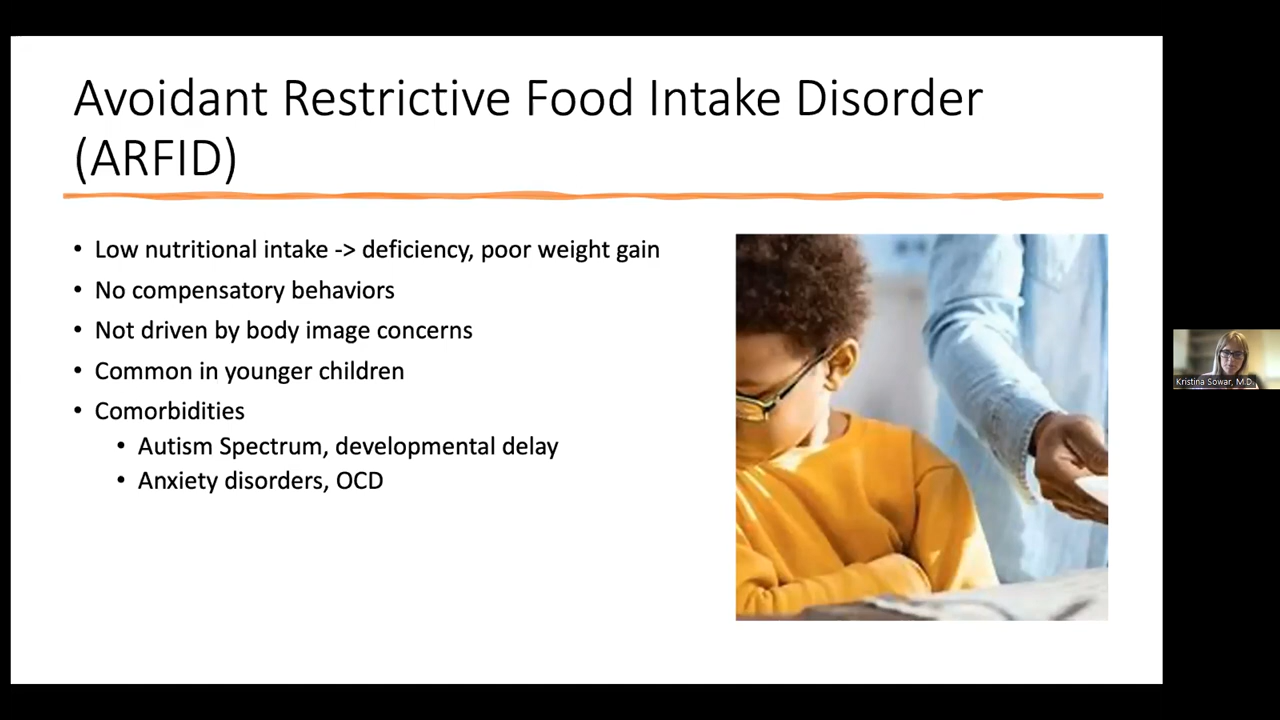 Avoidant Restrictive Food Intake Disorder
(ARFID)
• Low nutritional intake -> deficiency, poor weight gain
• No compensatory behaviors
• Not driven by body image concerns
• Common in younger children
• Comorbidities
• Autism Spectrum, developmental delay
• Anxiety disorders, OCD
Kristina Sowar, M.D.